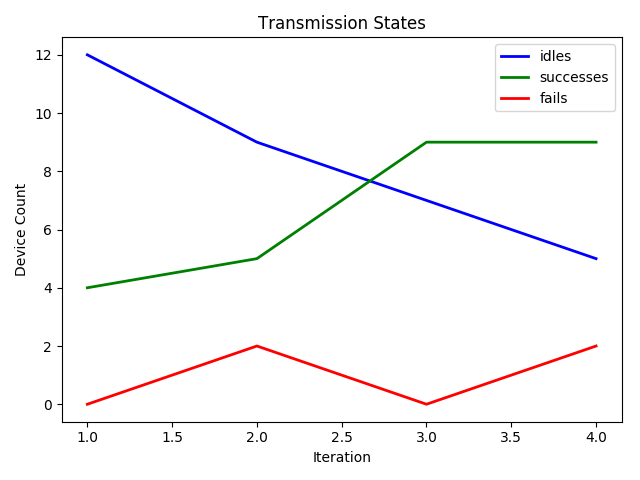 Transmission States
idles
successes
fails
Device Count
12
10
8
6
4
2
0
1.0 1.5 2.0 2.5 3.0 3.5 4.0
Iteration